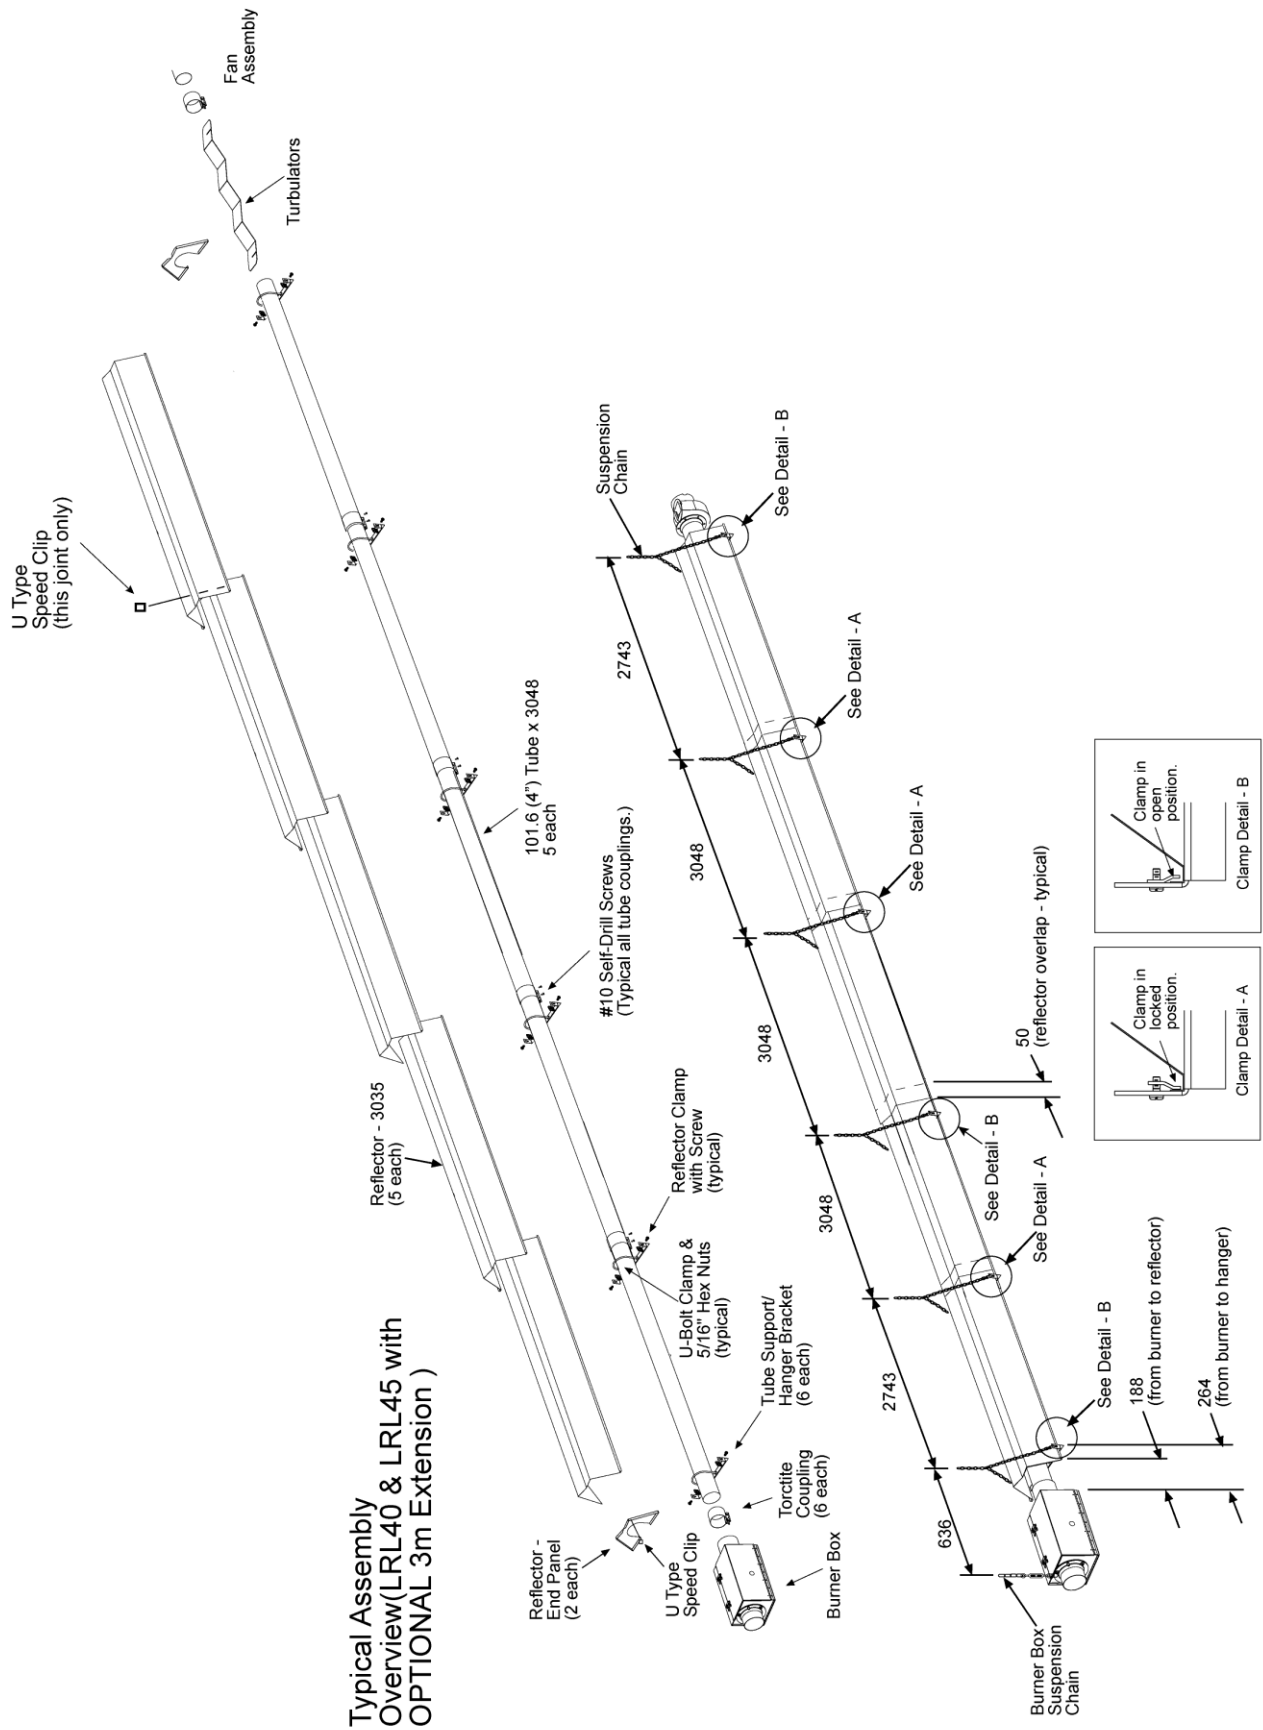 Typical Assembly
Overview(LRL40 & LRL45 with
OPTIONAL 3m Extension )
U Type
Speed Clip
(this joint only)
Fan
Assembly
Turbulators
Reflector - 3035
(5 each)
101.6 (4") Tube x 3048
5 each
#10 Self-Drill Screws
(Typical all tube couplings.)
Reflector Clamp
with Screw
(typical)
U-Bolt Clamp &
5/16" Hex Nuts
(typical)
Tube Support/
Hanger Bracket
(6 each)
Torctite
Coupling
(6 each)
Reflector -
End Panel
(2 each)
U Type
Speed Clip
Burner Box
Suspension
Chain
See Detail - B
2743
See Detail - A
3048
See Detail - A
3048
50
(reflector overlap - typical)
See Detail - B
3048
See Detail - A
2743
See Detail - B
188
(from burner to reflector)
264
(from burner to hanger)
636
Burner Box
Suspension
Chain
Clamp in
locked
position.
Clamp Detail - A
Clamp in
open
position.
Clamp Detail - B